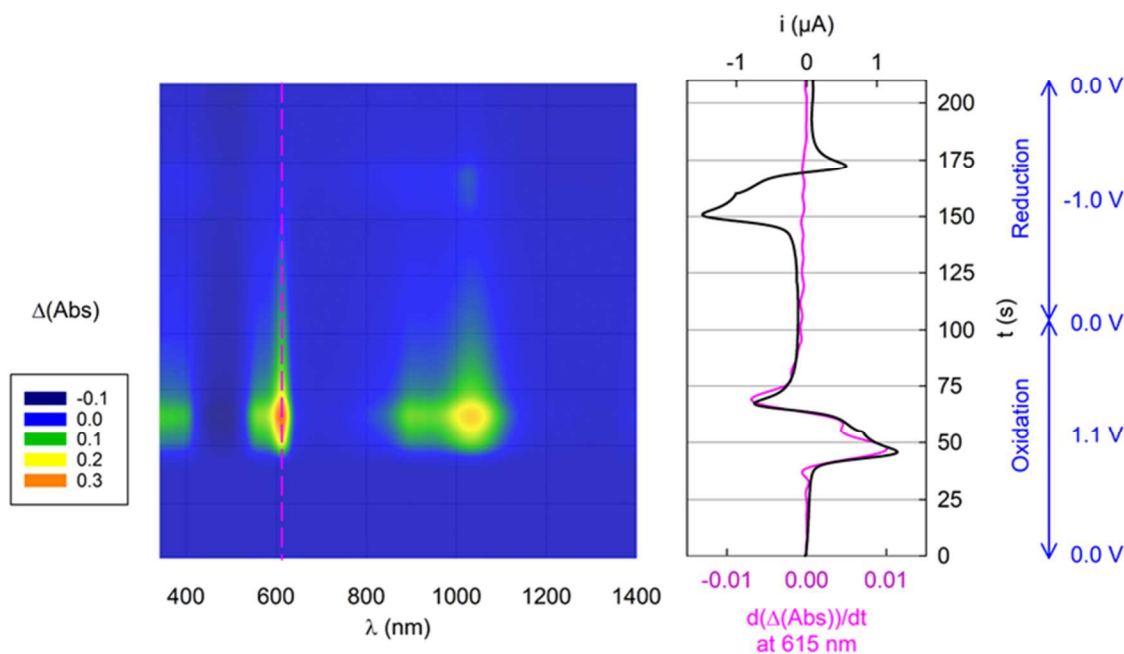 i (μA)
-1 0 1
Δ(Abs)
-0.1
0.0
0.1
0.2
0.3
400 600 800 1000 1200 1400
λ (nm)
200
175
150
125
100
75
50
25
0
t (s)
-0.01 0.00 0.01
d(Δ(Abs))/dt
at 615 nm
Reduction
Oxidation
0.0 V
-1.0 V
0.0 V
1.1 V
0.0 V